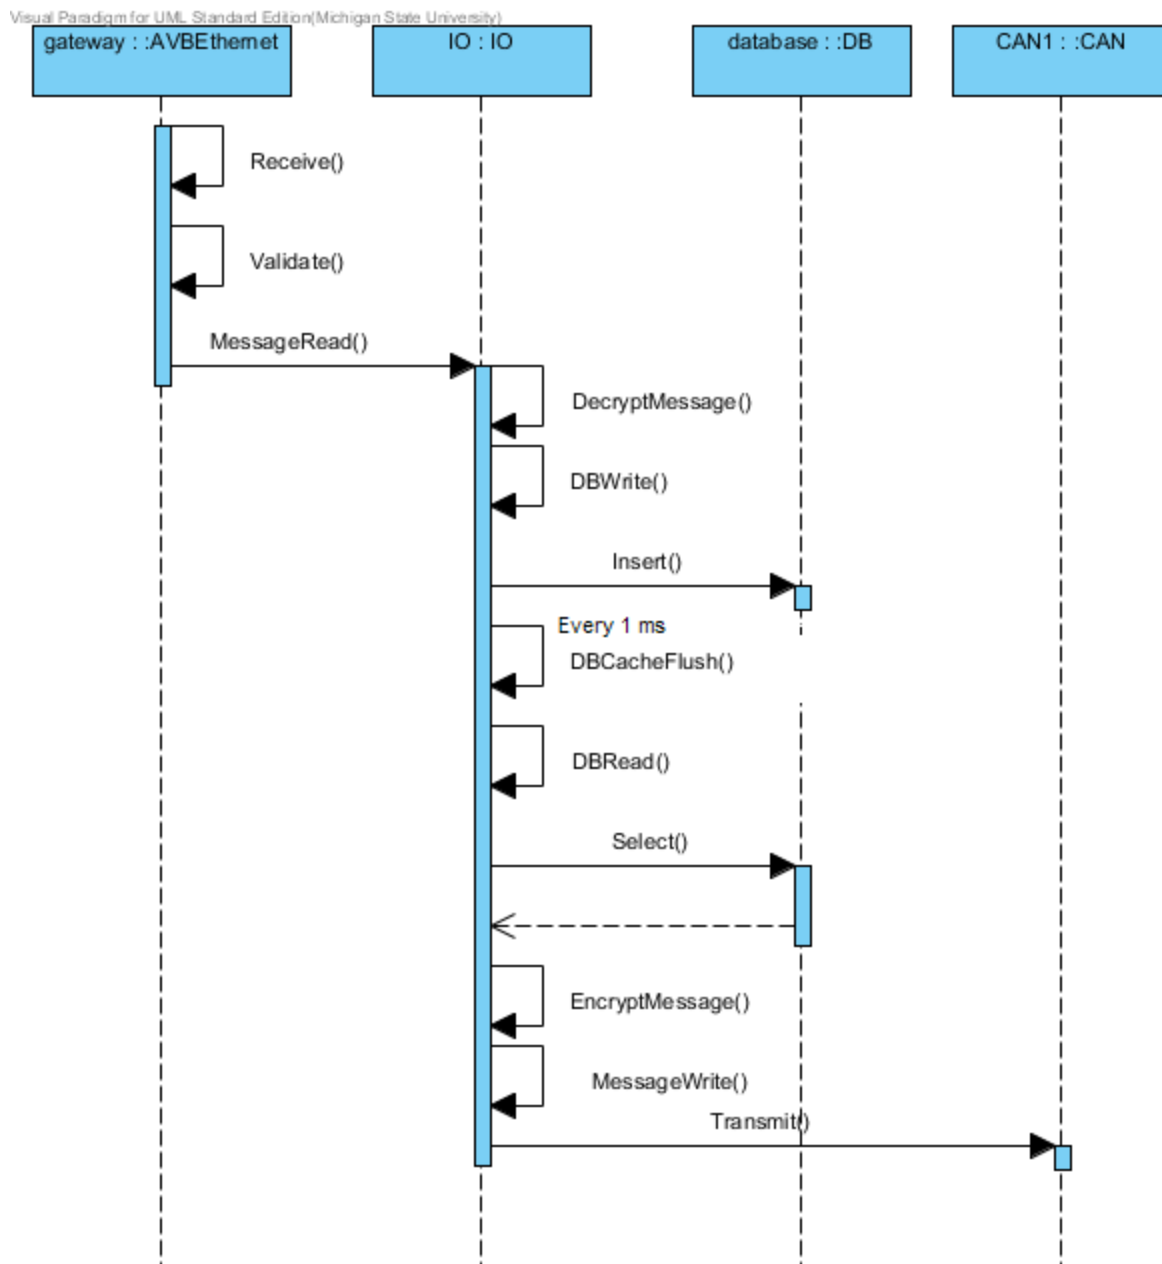 Visual Paradigm for UML Standard Edition(Michigan State University)
gateway : :AVBEthernet
IO : IO
database : :DB
CAN1 : :CAN
Receive()
Validate()
MessageRead()
DecryptMessage()
DBWrite()
Insert()
Every 1 ms
DBCacheFlush()
DBRead()
Select()
EncryptMessage()
MessageWrite()
Transmit()